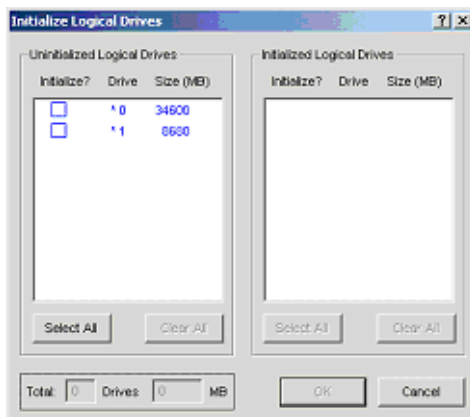 Initialize Logical Drives
Uninitialized Logical Drives
Initialize? Drive Size (MB)
* 0 34600
* 1 8680
Select All Clear All
Initialized Logical Drives
Initialize? Drive Size (MB)
Select All Clear All
Total: 0 Drives 0 MB
OK Cancel